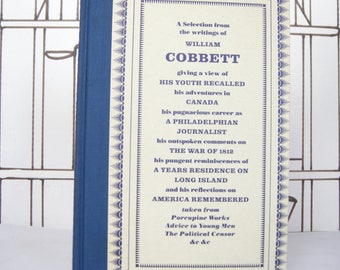 A Selection from
the writings of
WILLIAM
COBBETT
giving a view of
HIS YOUTH RECALLED
his adventures in
CANADA
his pugnacious career as
A PHILADELPHIAN
JOURNALIST
his outspoken comments on
THE WAR OF 1812
his pungent reminiscences of
A YEARS RESIDENCE ON
LONG ISLAND
and his reflections on
AMERICA REMEMBERED
taken from
Porcupine Works
Advice to Young Men
The Political Censor
&c &c